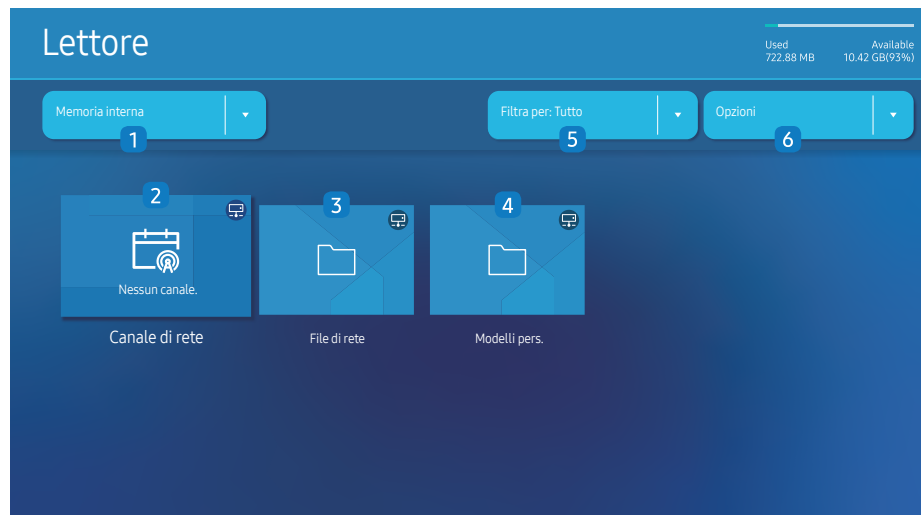 Lettore
Used Available
722.88 MB 10.42 GB(93%)
Memoria interna
Filtra per: Tutto
Opzioni
1
5
6
2
3
4
Nessun canale.
Canale di rete
File di rete
Modelli pers.